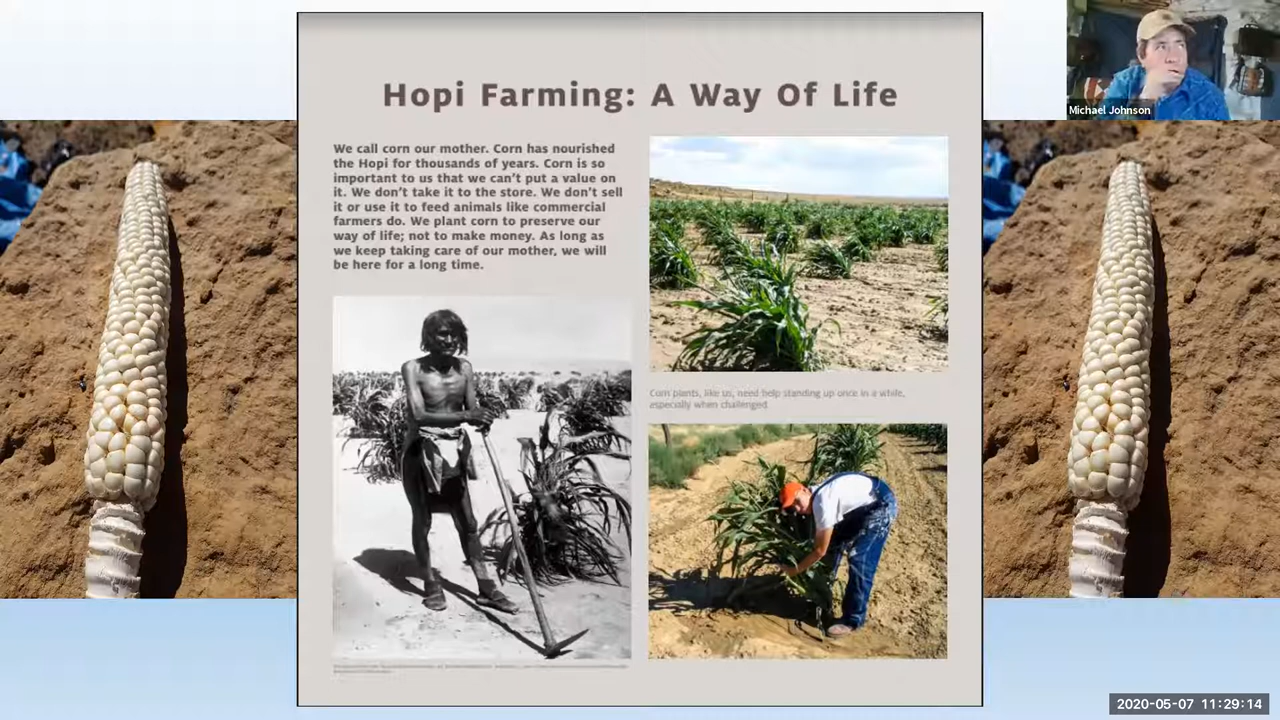 Hopi Farming: A Way Of Life
We call corn our mother. Corn has nourished
the Hopi for thousands of years. Corn is so
important to us that we can't put a value on
it. We don't take it to the store. We don't sell
it or use it to feed animals like commercial
farmers do. We plant corn to preserve our
way of life; not to make money. As long as
we keep taking care of our mother, we will
be here for a long time.
Corn plants, like us, need help standing up once in a while,
especially when challenged.
Michael Johnson
2020-05-07 11:29:14